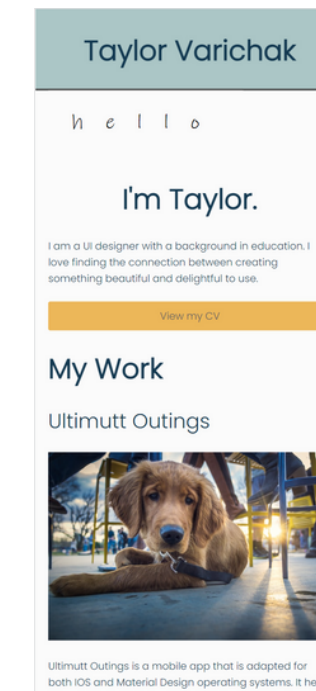 Taylor Varichak
hello
I'm Taylor.
I am a UI designer with a background in education. I
love finding the connection between creating
something beautiful and delightful to use.
View my CV
My Work
Ultimutt Outings
Ultimutt Outings is a mobile app that is adapted for
both IOS and Material Design operating systems. It he